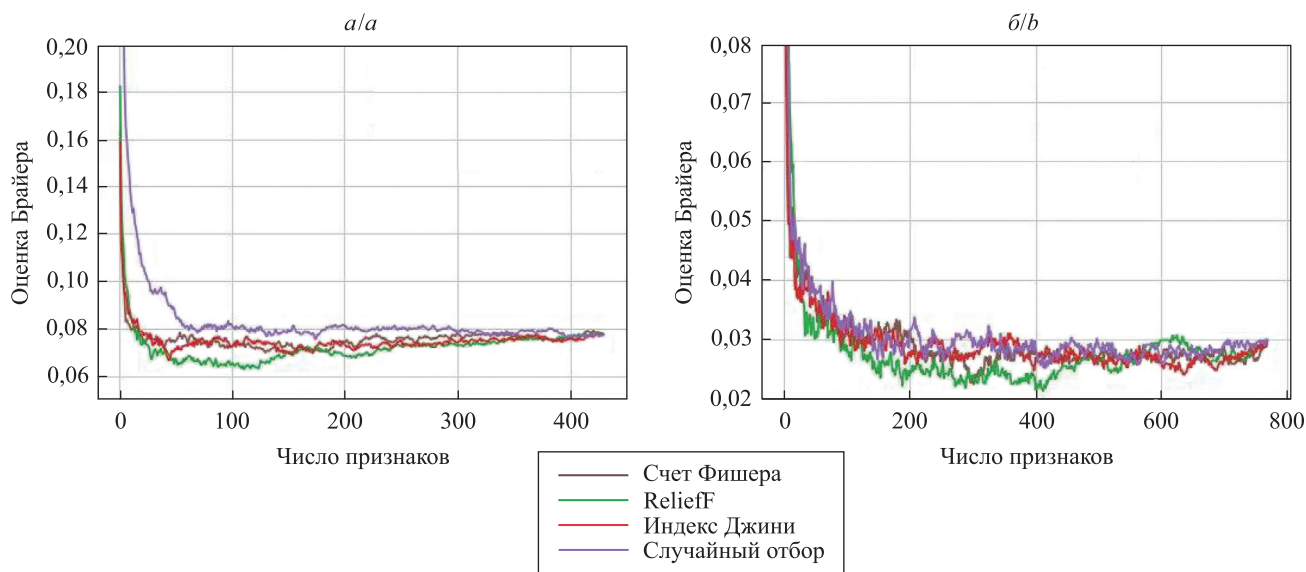 а/a
0,20
0,18
0,16
0,14
0,12
0,10
0,08
0,06
Оценка Брайера
0
100
200
300
400
Число признаков
б/b
0,08
0,07
0,06
0,05
0,04
0,03
0,02
Оценка Брайера
0
200
400
600
800
Число признаков
Счет Фишера
ReliefF
Индекс Джини
Случайный отбор